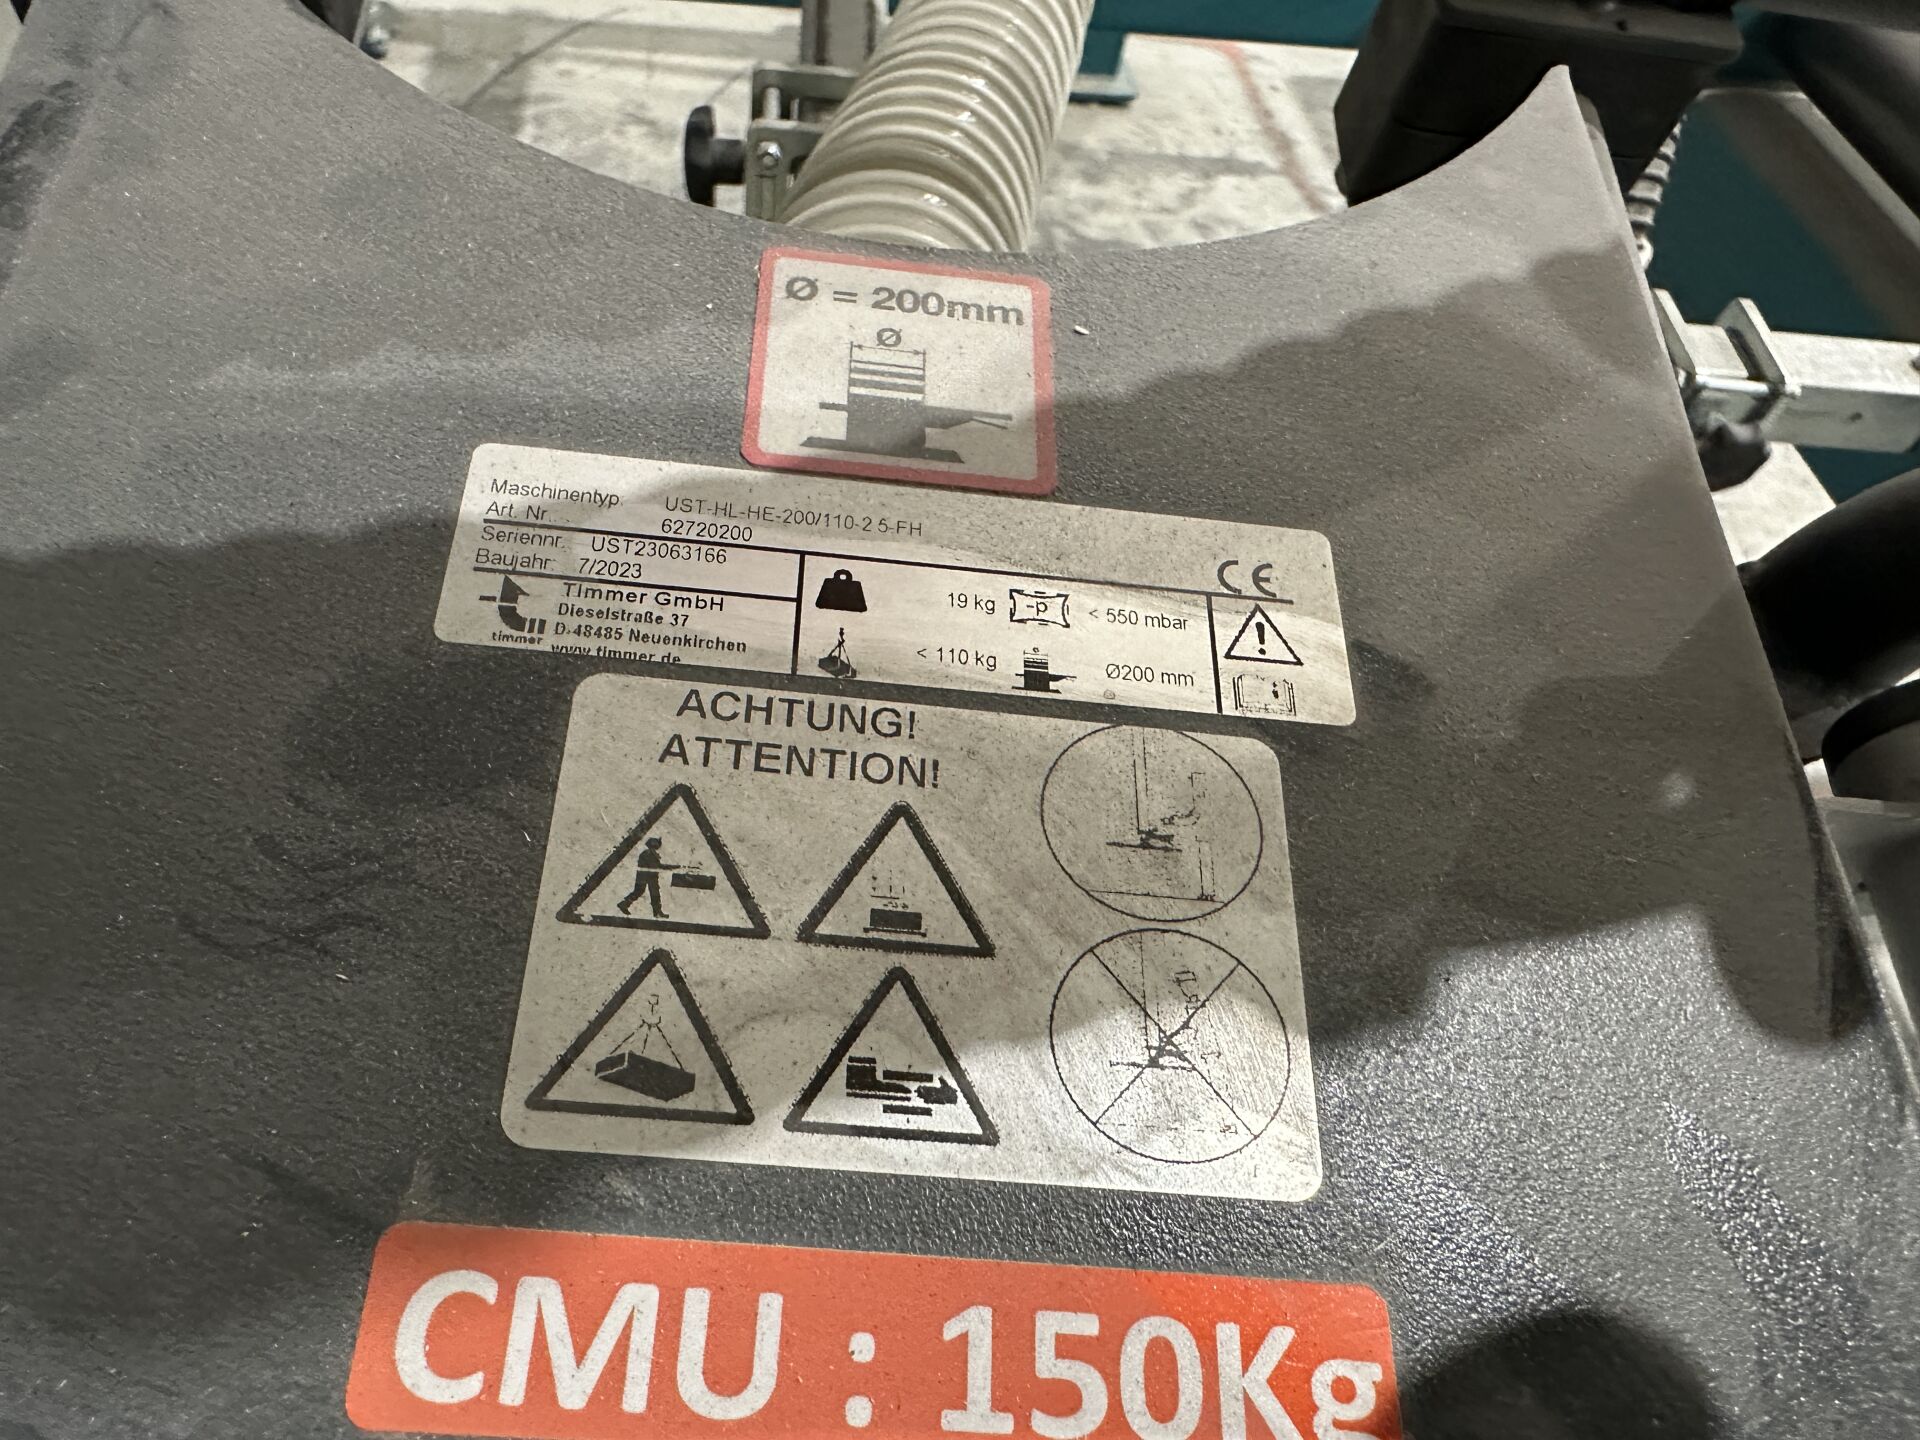 Ø = 200mm
Ø
Maschinentyp. UST-HL-HE-200/110-2.5-FH
Art. Nr.: 62720200
Seriennr. UST23063166
Baujahr: 7/2023
Timmer GmbH
Dieselstraße 37
D-48485 Neuenkirchen
www.timmer.de
timmer
19 kg
-p
< 550 mbar
< 110 kg
Ø200 mm
CE
ACHTUNG!
ATTENTION!
CMU : 150Kg